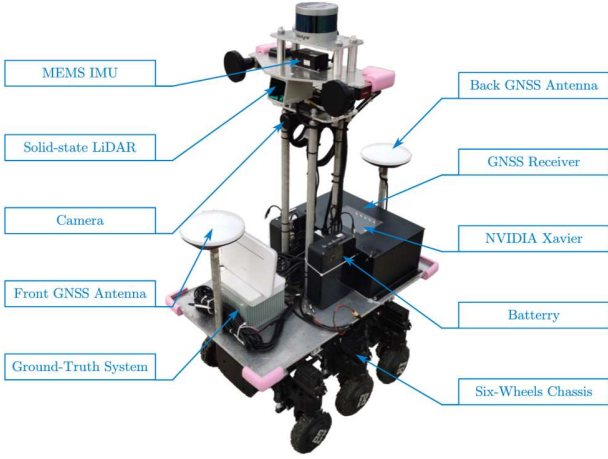 MEMS IMU
Solid-state LiDAR
Camera
Front GNSS Antenna
Ground-Truth System
Back GNSS Antenna
GNSS Receiver
NVIDIA Xavier
Batterry
Six-Wheels Chassis